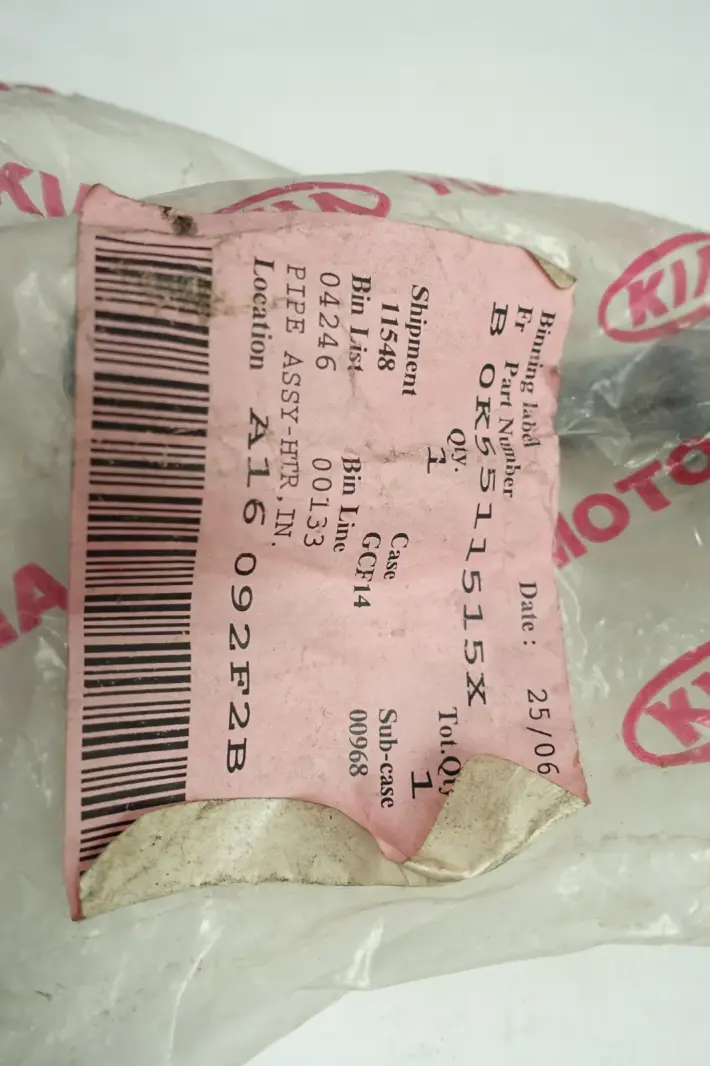 Binning label Date : 25/06
Fr Part Number
B 0K5511515X
Qty. Tot.Qty
1 1
Shipment Case Sub-case
11548 GCF14 00968
Bin List Bin Line
04246 00133
PIPE ASSY-HTR,IN.
Location A16 092F2B
KIA
KIA
KIA
KIA
MOTO
KIA